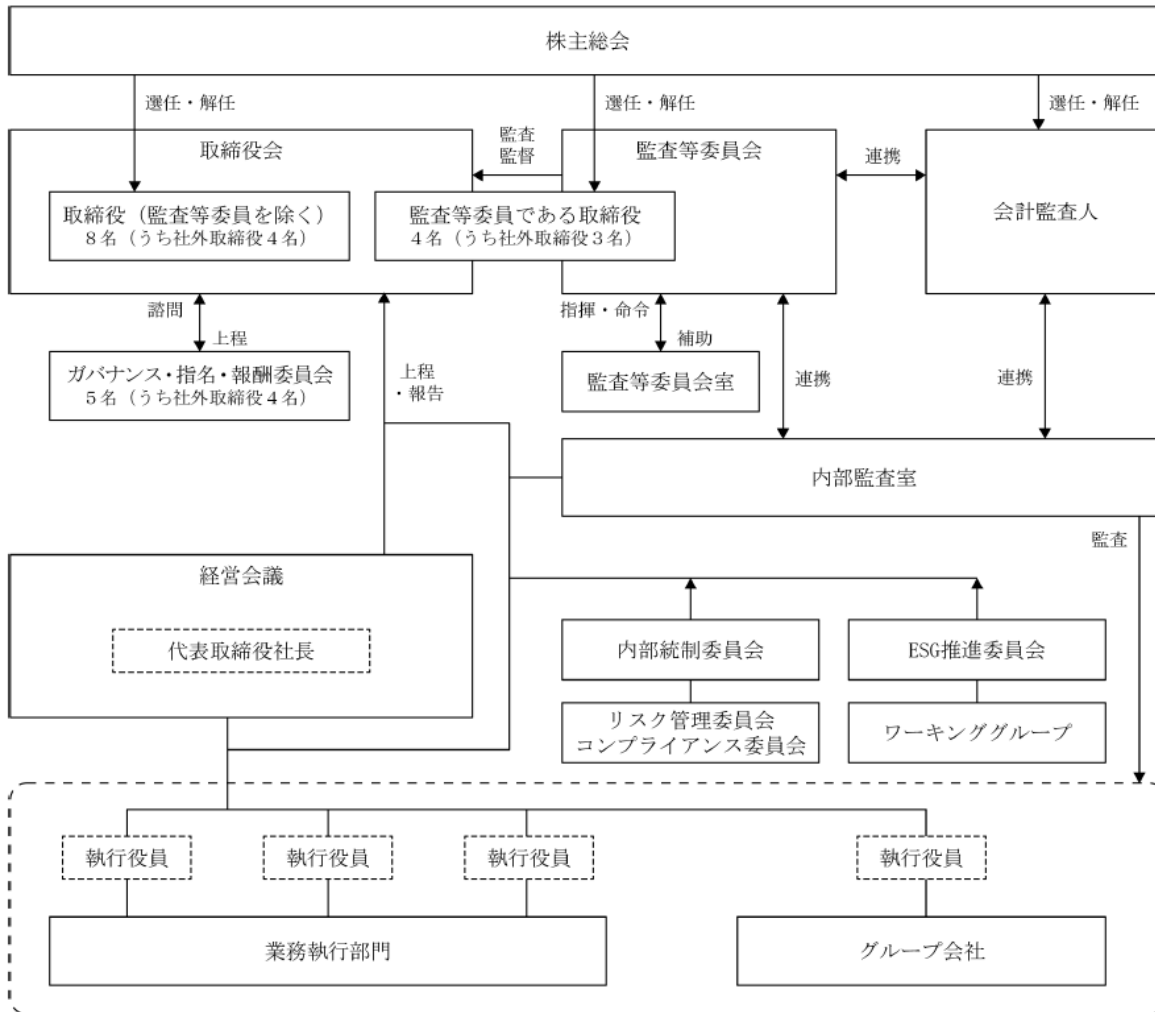 株主総会
選任・解任
選任・解任
選任・解任
取締役会
監査
監督
監査等委員会
連携
会計監査人
取締役（監査等委員を除く）
８名（うち社外取締役４名）
監査等委員である取締役
４名（うち社外取締役３名）
諮問
上程
指揮・命令
補助
ガバナンス・指名・報酬委員会
５名（うち社外取締役４名）
上程
・報告
監査等委員会室
連携
連携
内部監査室
監査
経営会議
代表取締役社長
内部統制委員会
ESG推進委員会
リスク管理委員会
コンプライアンス委員会
ワーキンググループ
執行役員
執行役員
執行役員
執行役員
業務執行部門
グループ会社